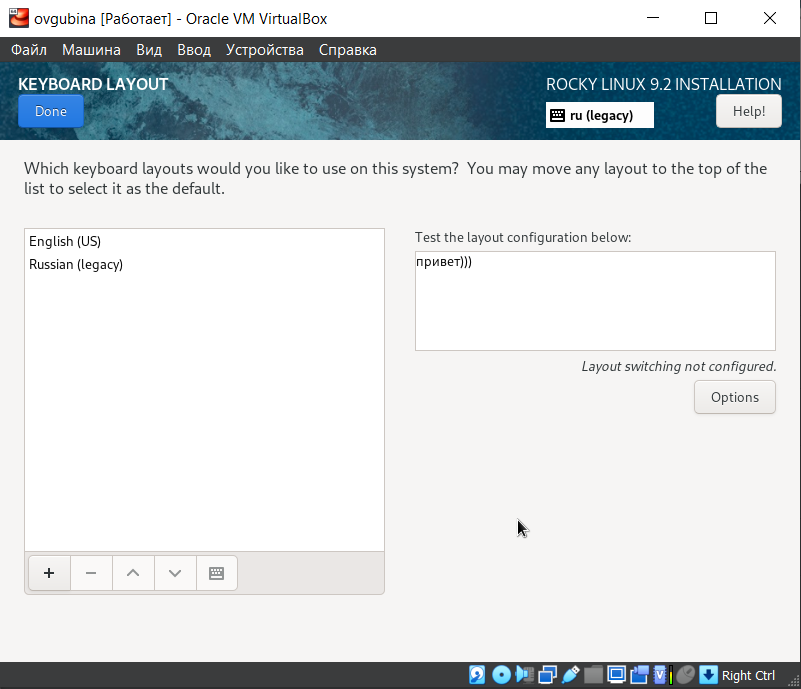 ovgubina [Работает] - Oracle VM VirtualBox
Файл Машина Вид Ввод Устройства Справка
KEYBOARD LAYOUT
ROCKY LINUX 9.2 INSTALLATION
Done
ru (legacy)
Help!
Which keyboard layouts would you like to use on this system?  You may move any layout to the top of the
list to select it as the default.
English (US)
Russian (legacy)
Test the layout configuration below:
привет)))
Layout switching not configured.
Options
Right Ctrl